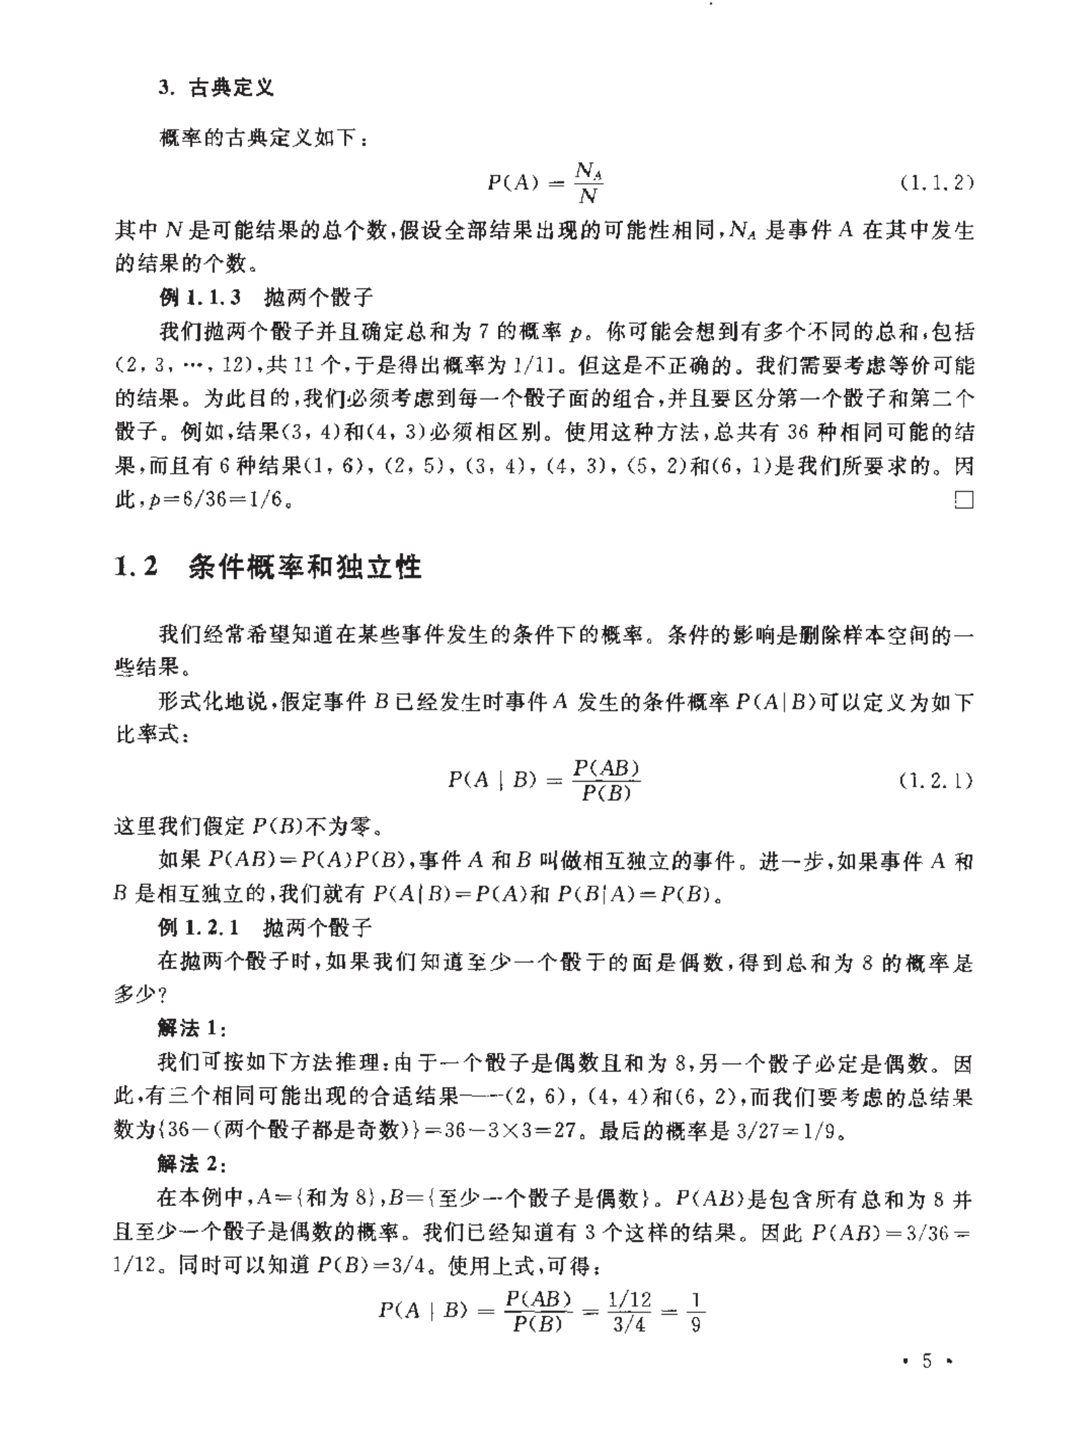 3. 古典定义
概率的古典定义如下：
P(A) = N_A / N (1.1.2)
其中 N 是可能结果的总个数,假设全部结果出现的可能性相同,N_A 是事件 A 在其中发生
的结果的个数。
例 1.1.3 抛两个骰子
我们抛两个骰子并且确定总和为 7 的概率 p。你可能会想到有多个不同的总和,包括
(2, 3, …, 12),共 11 个,于是得出概率为 1/11。但这是不正确的。我们需要考虑等价可能
的结果。为此目的,我们必须考虑到每一个骰子面的组合,并且要区分第一个骰子和第二个
骰子。例如,结果(3, 4)和(4, 3)必须相区别。使用这种方法,总共有 36 种相同可能的结
果,而且有 6 种结果(1, 6), (2, 5), (3, 4), (4, 3), (5, 2)和(6, 1)是我们所要求的。因
此,p=6/36=1/6。 □
1.2 条件概率和独立性
我们经常希望知道在某些事件发生的条件下的概率。条件的影响是删除样本空间的一
些结果。
形式化地说,假定事件 B 已经发生时事件 A 发生的条件概率 P(A|B)可以定义为如下
比率式：
P(A | B) = P(AB) / P(B) (1.2.1)
这里我们假定 P(B)不为零。
如果 P(AB)=P(A)P(B),事件 A 和 B 叫做相互独立的事件。进一步,如果事件 A 和
B 是相互独立的,我们就有 P(A|B)=P(A)和 P(B|A)=P(B)。
例 1.2.1 抛两个骰子
在抛两个骰子时,如果我们知道至少一个骰子的面是偶数,得到总和为 8 的概率是
多少?
解法 1：
我们可按如下方法推理:由于一个骰子是偶数且和为 8,另一个骰子必定是偶数。因
此,有三个相同可能出现的合适结果——(2, 6), (4, 4)和(6, 2),而我们要考虑的总结果
数为{36-(两个骰子都是奇数)}=36-3×3=27。最后的概率是 3/27=1/9。
解法 2：
在本例中,A={和为 8},B={至少一个骰子是偶数}。P(AB)是包含所有总和为 8 并
且至少一个骰子是偶数的概率。我们已经知道有 3 个这样的结果。因此 P(AB)=3/36=
1/12。同时可以知道 P(B)=3/4。使用上式,可得：
P(A | B) = P(AB) / P(B) = 1/12 / 3/4 = 1/9
· 5 ·